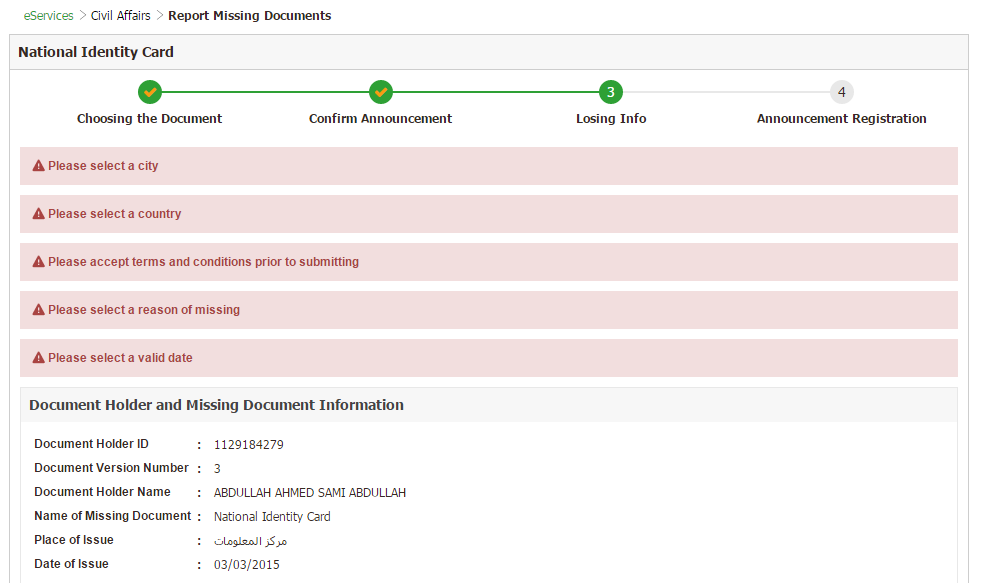 eServices > Civil Affairs > Report Missing Documents
National Identity Card
3
4
Choosing the Document Confirm Announcement Losing Info Announcement Registration
Please select a city
Please select a country
Please accept terms and conditions prior to submitting
Please select a reason of missing
Please select a valid date
Document Holder and Missing Document Information
Document Holder ID : 1129184279
Document Version Number : 3
Document Holder Name : ABDULLAH AHMED SAMI ABDULLAH
Name of Missing Document : National Identity Card
Place of Issue : مركز المعلومات
Date of Issue : 03/03/2015